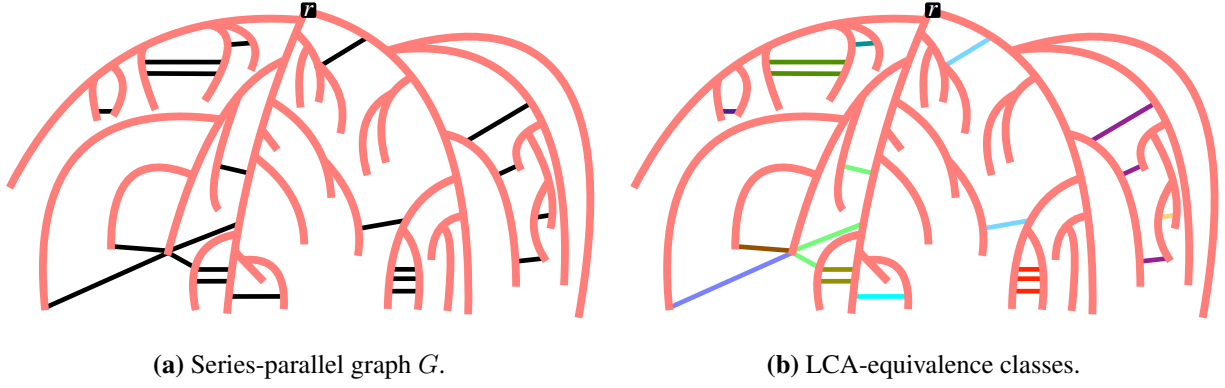 r r
(a) Series-parallel graph G. (b) LCA-equivalence classes.